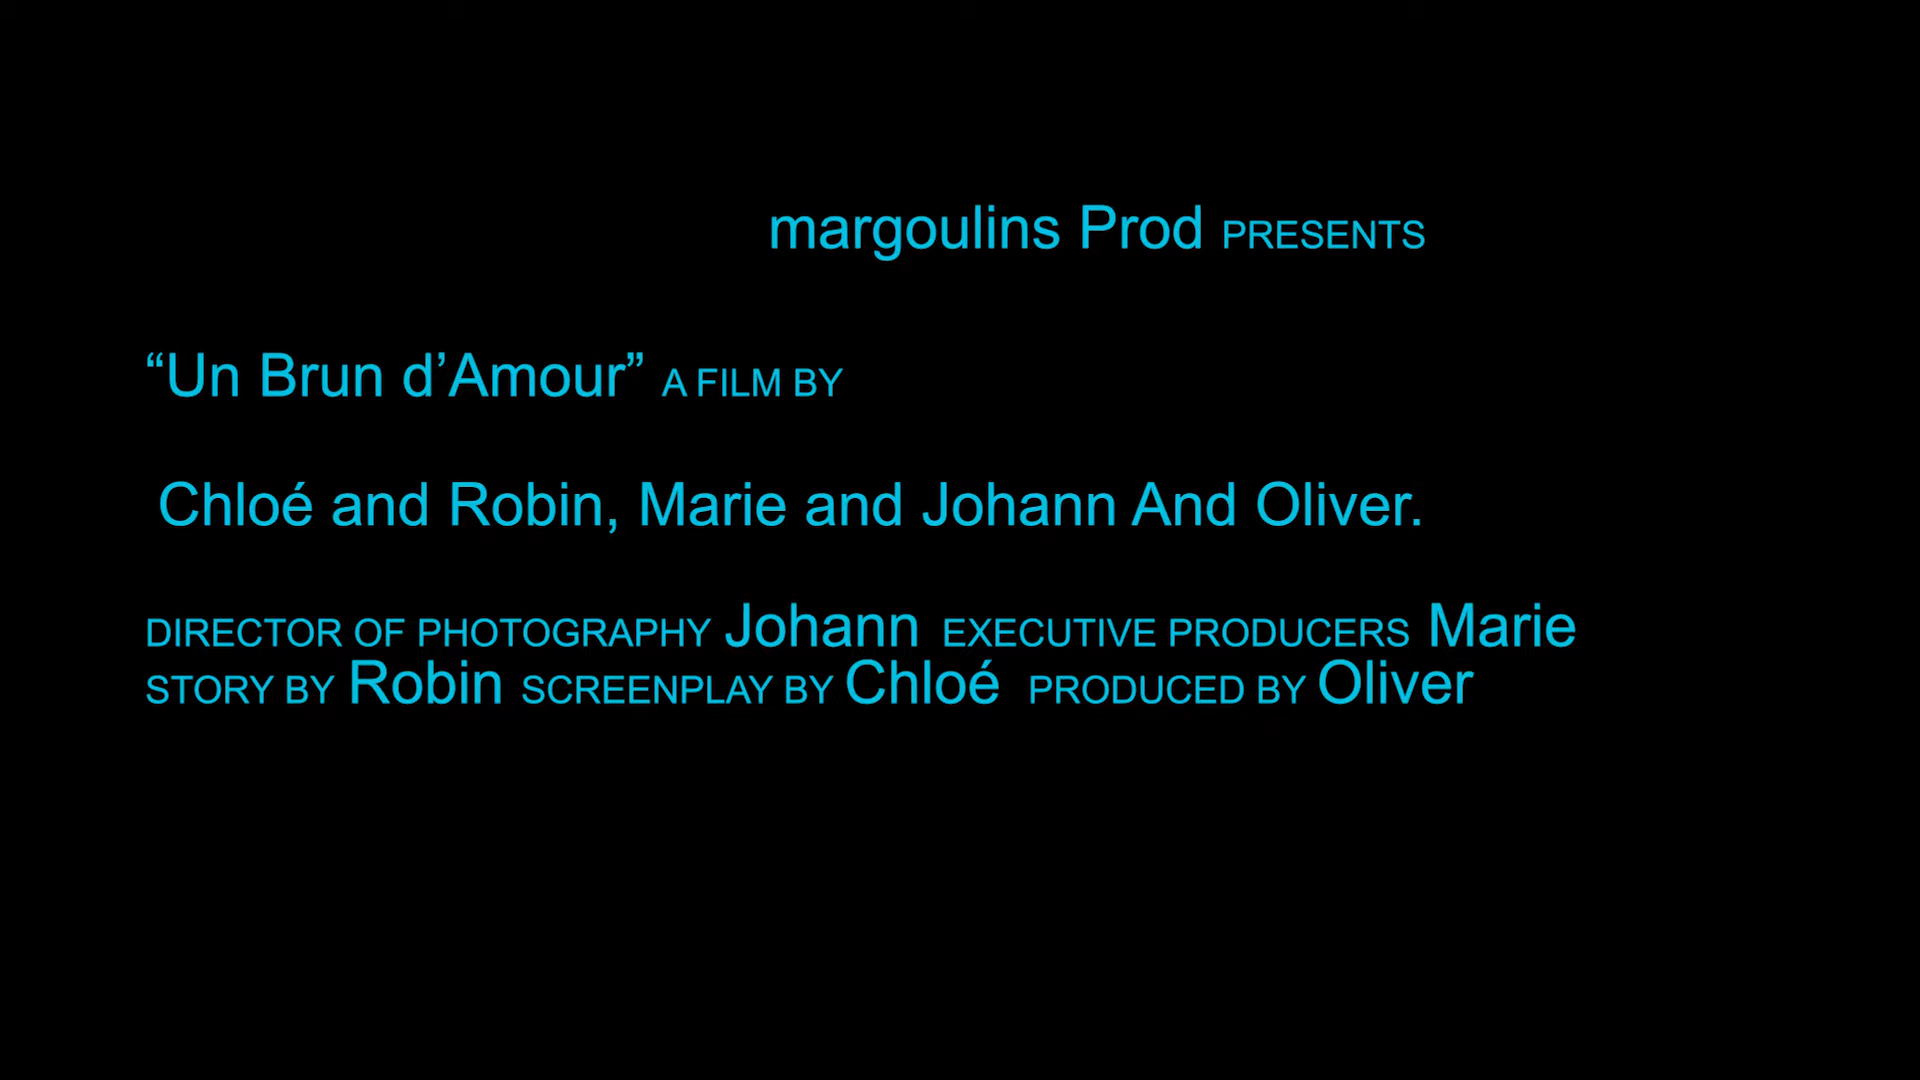 margoulins Prod PRESENTS
“Un Brun d’Amour” A FILM BY
Chloé and Robin, Marie and Johann And Oliver.
DIRECTOR OF PHOTOGRAPHY Johann EXECUTIVE PRODUCERS Marie
STORY BY Robin SCREENPLAY BY Chloé PRODUCED BY Oliver